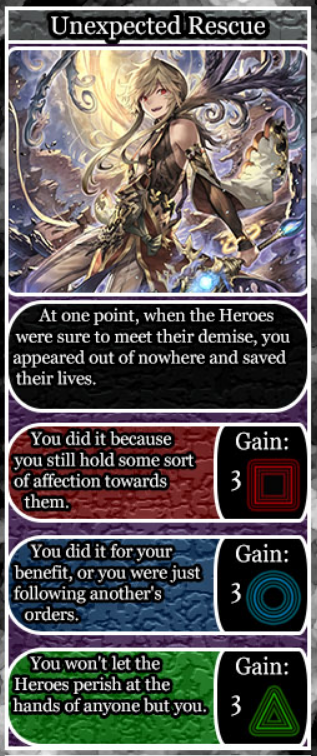 Unexpected Rescue
At one point, when the Heroes
were sure to meet their demise, you
appeared out of nowhere and saved
their lives.
You did it because
you still hold some sort
of affection towards
them.
Gain:
3
You did it for your
benefit, or you were just
following another's
orders.
Gain:
3
You won't let the
Heroes perish at the
hands of anyone but you.
Gain:
3